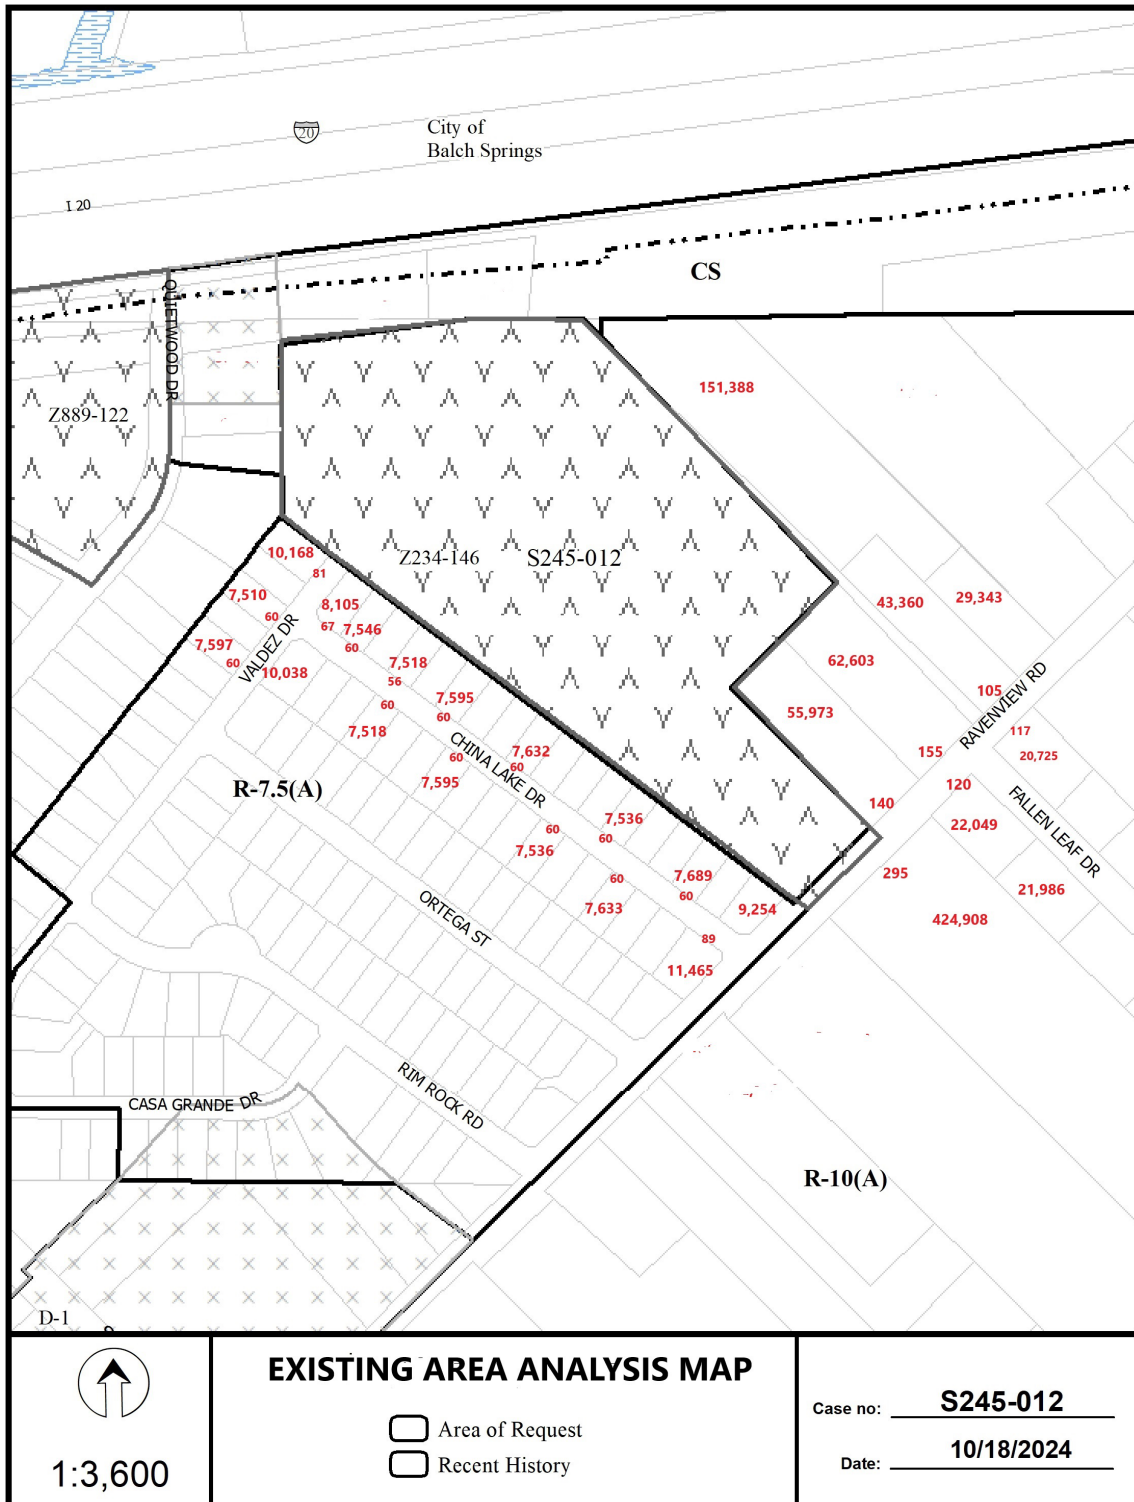 20
City of
Balch Springs
I 20
CS
QUIETWOOD DR
151,388
Z889-122
10,168
Z234-146
S245-012
81
7,510
8,105
43,360
29,343
60
67
7,546
7,597
60
60
VALDEZ DR
10,038
7,518
62,603
56
7,595
105
RAVENVIEW RD
60
60
55,973
7,518
117
CHINA LAKE DR
7,632
155
20,725
60
60
R-7.5(A)
7,595
120
FALLEN LEAF DR
140
7,536
22,049
60
60
7,536
295
7,689
60
21,986
60
ORTEGA ST
7,633
9,254
424,908
89
11,465
RIM ROCK RD
CASA GRANDE DR
R-10(A)
D-1
EXISTING AREA ANALYSIS MAP
Area of Request
Recent History
1:3,600
Case no: S245-012
Date: 10/18/2024